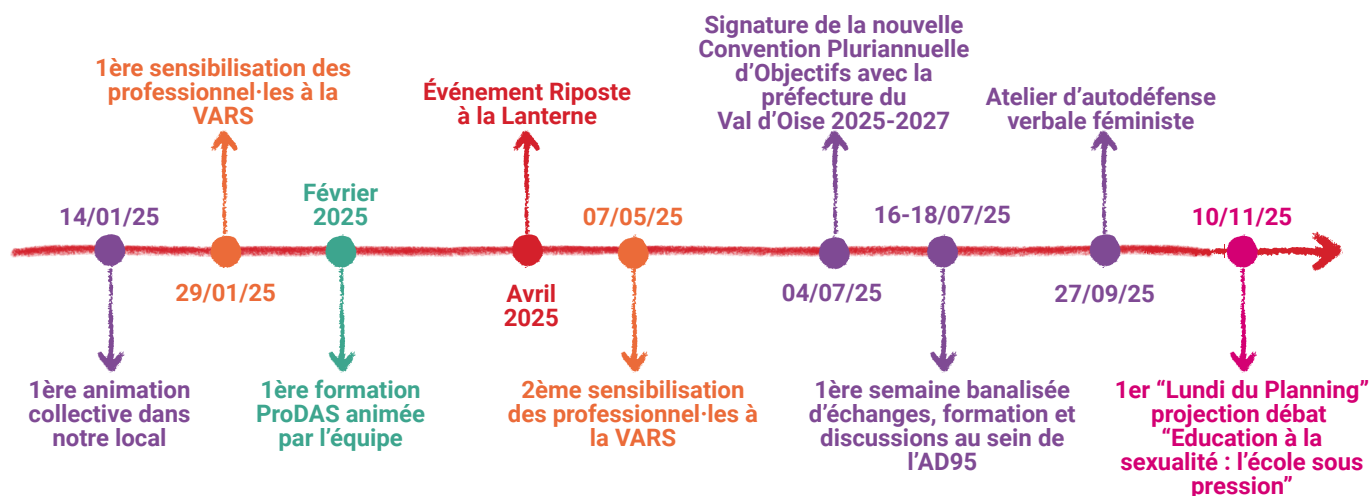 14/01/25
1ère animation
collective dans
notre local
1ère sensibilisation des
professionnel·les à la
VARS
29/01/25
Février
2025
1ère formation
ProDAS animée
par l'équipe
Événement Riposte
à la Lanterne
Avril
2025
07/05/25
2ème sensibilisation
des professionnel·les à
la VARS
Signature de la nouvelle
Convention Pluriannuelle
d'Objectifs avec la
préfecture du
Val d'Oise 2025-2027
04/07/25
16-18/07/25
1ère semaine banalisée
d'échanges, formation et
discussions au sein de
l'AD95
Atelier d'autodéfense
verbale féministe
27/09/25
10/11/25
1er “Lundi du Planning”
projection débat
“Education à la
sexualité : l'école sous
pression”